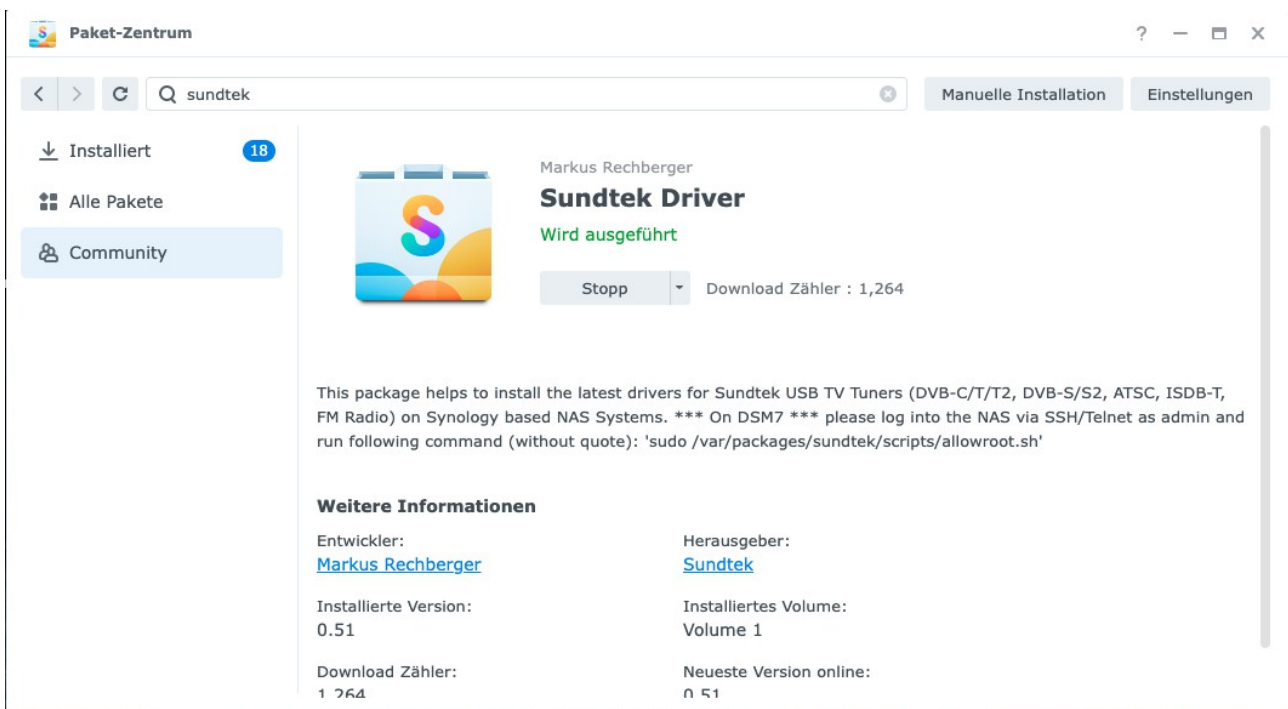 Paket-Zentrum
sundtek
Manuelle Installation
Einstellungen
Installiert
18
Alle Pakete
Community
Markus Rechberger
Sundtek Driver
Wird ausgeführt
Stopp
Download Zähler : 1,264
This package helps to install the latest drivers for Sundtek USB TV Tuners (DVB-C/T/T2, DVB-S/S2, ATSC, ISDB-T,
FM Radio) on Synology based NAS Systems. *** On DSM7 *** please log into the NAS via SSH/Telnet as admin and
run following command (without quote): 'sudo /var/packages/sundtek/scripts/allowroot.sh'
Weitere Informationen
Entwickler:
Markus Rechberger
Herausgeber:
Sundtek
Installierte Version:
0.51
Installiertes Volume:
Volume 1
Download Zähler:
1,264
Neueste Version online:
0.51